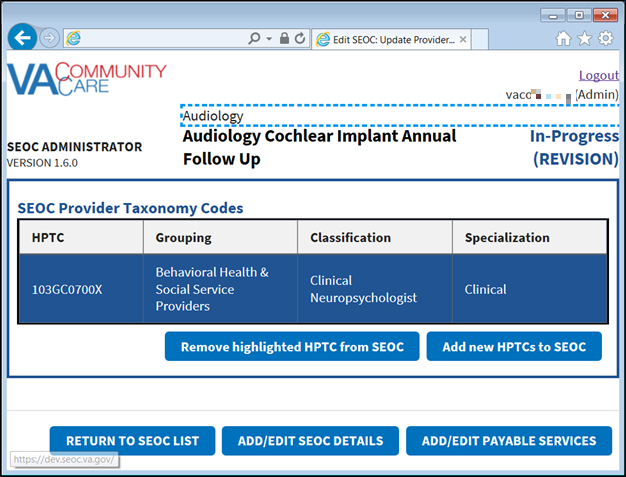 Edit SEOC: Update Provider...
VA COMMUNITY CARE
Logout
(Admin)
Audiology
SEOC ADMINISTRATOR
VERSION 1.6.0
Audiology Cochlear Implant Annual
Follow Up
In-Progress
(REVISION)
SEOC Provider Taxonomy Codes
HPTC Grouping Classification Specialization
103GC0700X
Behavioral Health &
Social Service
Providers
Clinical
Neuropsychologist
Clinical
Remove highlighted HPTC from SEOC Add new HPTCs to SEOC
RETURN TO SEOC LIST ADD/EDIT SEOC DETAILS ADD/EDIT PAYABLE SERVICES
https://dev.seoc.va.gov/